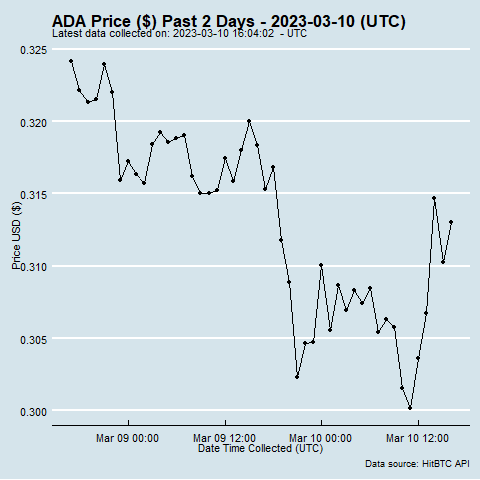 ADA Price ($) Past 2 Days - 2023-03-10 (UTC)
Latest data collected on: 2023-03-10 16:04:02  - UTC
0.325
0.320
0.315
0.310
0.305
0.300
Price USD ($)
Mar 09 00:00
Mar 09 12:00
Mar 10 00:00
Mar 10 12:00
Date Time Collected (UTC)
Data source: HitBTC API